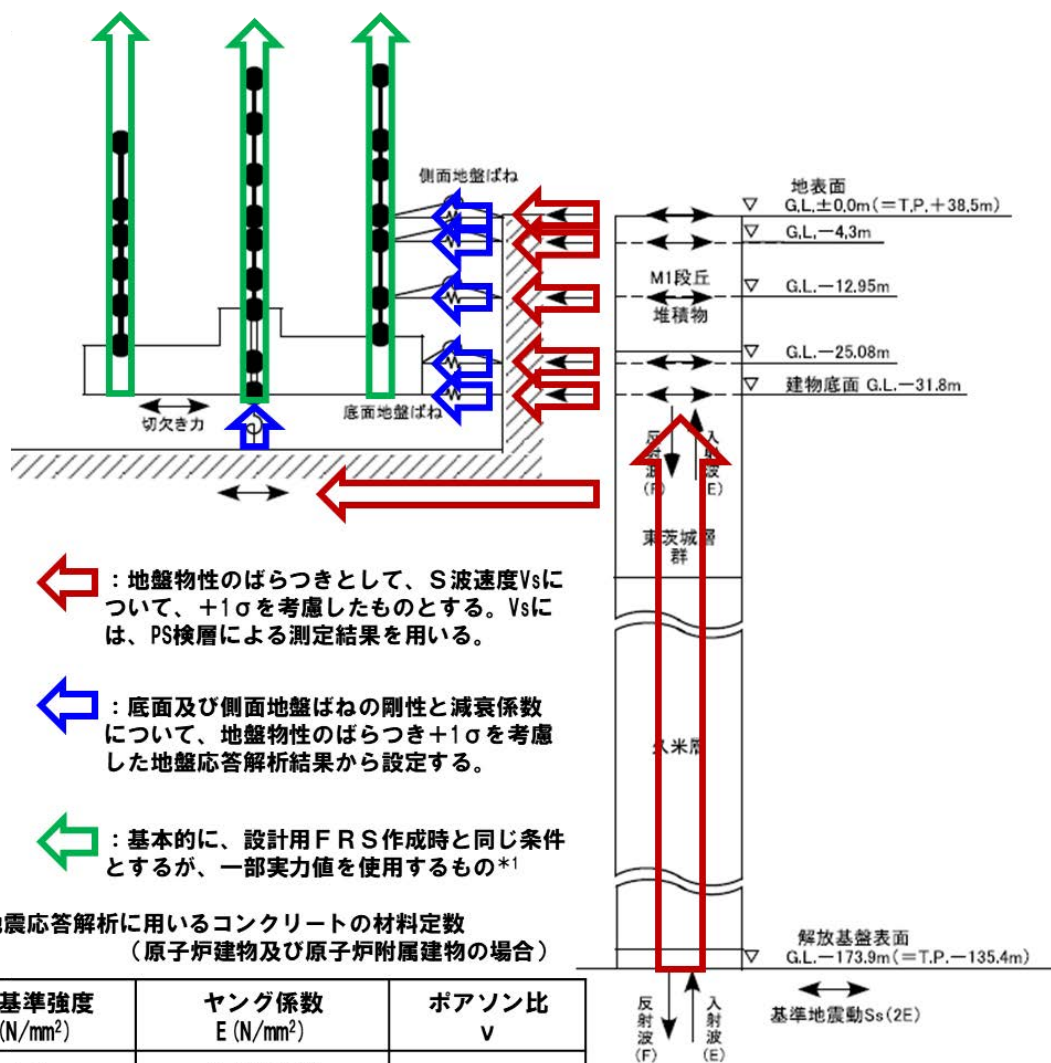 側面地盤ばね
底面地盤ばね
切欠き力
地表面
G.L.±0.0m(=T.P.+38.5m)
G.L.-4.3m
M1段丘
堆積物
G.L.-12.95m
G.L.-25.08m
建物底面 G.L.-31.8m
反射波
(F)
入射波
(E)
東茨城層
群
久米層
解放基盤表面
G.L.-173.9m(=T.P.-135.4m)
基準地震動Ss(2E)
反射波
(F)
入射波
(E)
:地盤物性のばらつきとして、S波速度Vsに
ついて、+1σを考慮したものとする。Vsに
は、PS検層による測定結果を用いる。
:底面及び側面地盤ばねの剛性と減衰係数
について、地盤物性のばらつき+1σを考慮
した地盤応答解析結果から設定する。
:基本的に、設計用FRS作成時と同じ条件
とするが、一部実力値を使用するもの*1
震応答解析に用いるコンクリートの材料定数
(原子炉建物及び原子炉附属建物の場合)
基準強度
(N/mm²)
ヤング係数
E(N/mm²)
ポアソン比
ν